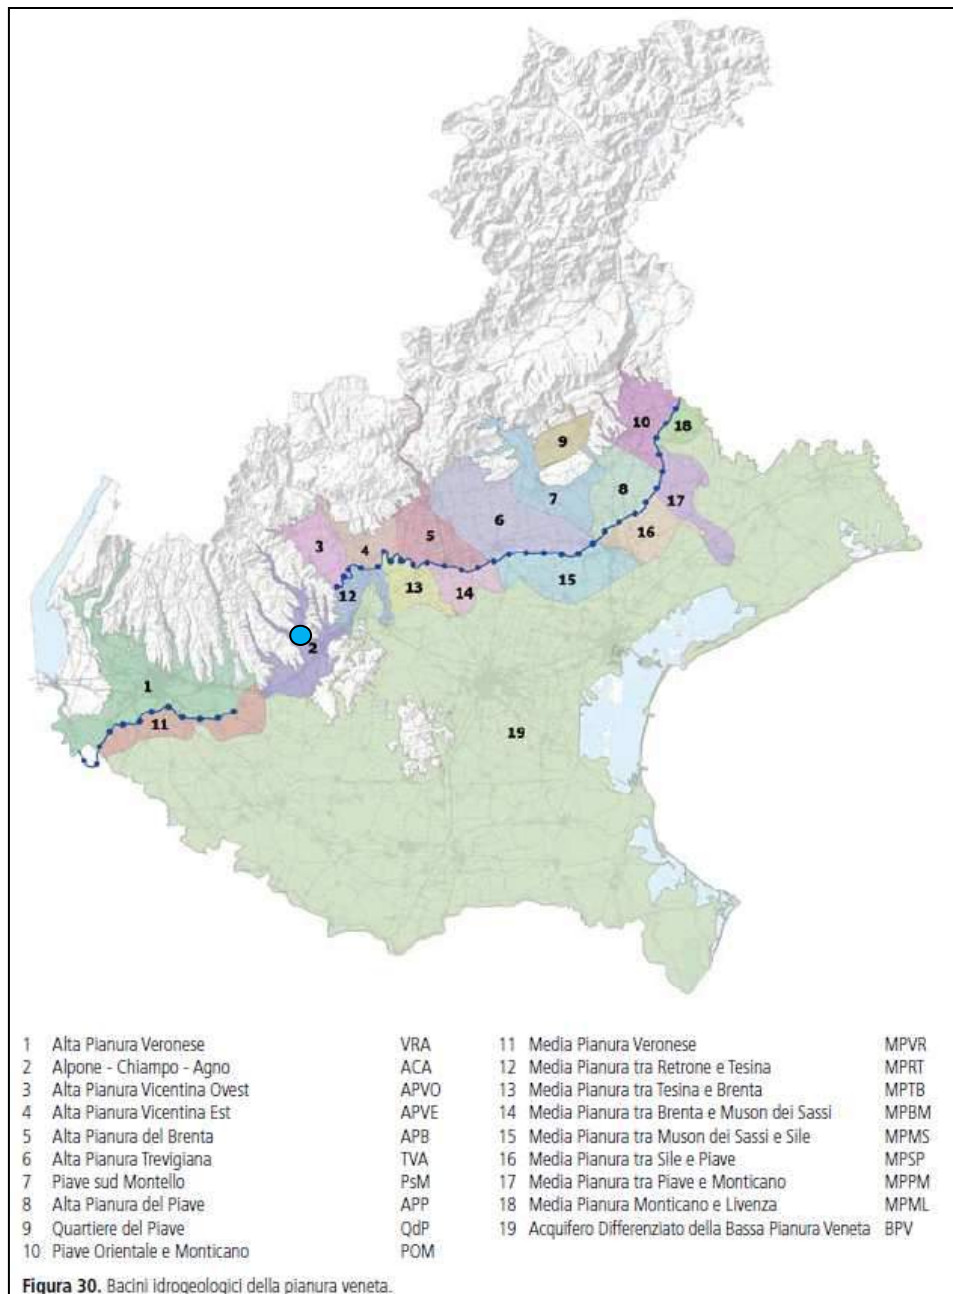 10
18
9
8
17
7
6
5
3
4
16
15
13
14
12
2
1
11
19
1 Alta Pianura Veronese VRA
2 Alpone - Chiampo - Agno ACA
3 Alta Pianura Vicentina Ovest APVO
4 Alta Pianura Vicentina Est APVE
5 Alta Pianura del Brenta APB
6 Alta Pianura Trevigiana TVA
7 Piave sud Montello PsM
8 Alta Pianura del Piave APP
9 Quartiere del Piave QdP
10 Piave Orientale e Monticano POM
11 Media Pianura Veronese MPVR
12 Media Pianura tra Retrone e Tesina MPRT
13 Media Pianura tra Tesina e Brenta MPTB
14 Media Pianura tra Brenta e Muson dei Sassi MPBM
15 Media Pianura tra Muson dei Sassi e Sile MPMS
16 Media Pianura tra Sile e Piave MPSP
17 Media Pianura tra Piave e Monticano MPPM
18 Media Pianura Monticano e Livenza MPML
19 Acquifero Differenziato della Bassa Pianura Veneta BPV
Figura 30. Bacini idrogeologici della pianura veneta.